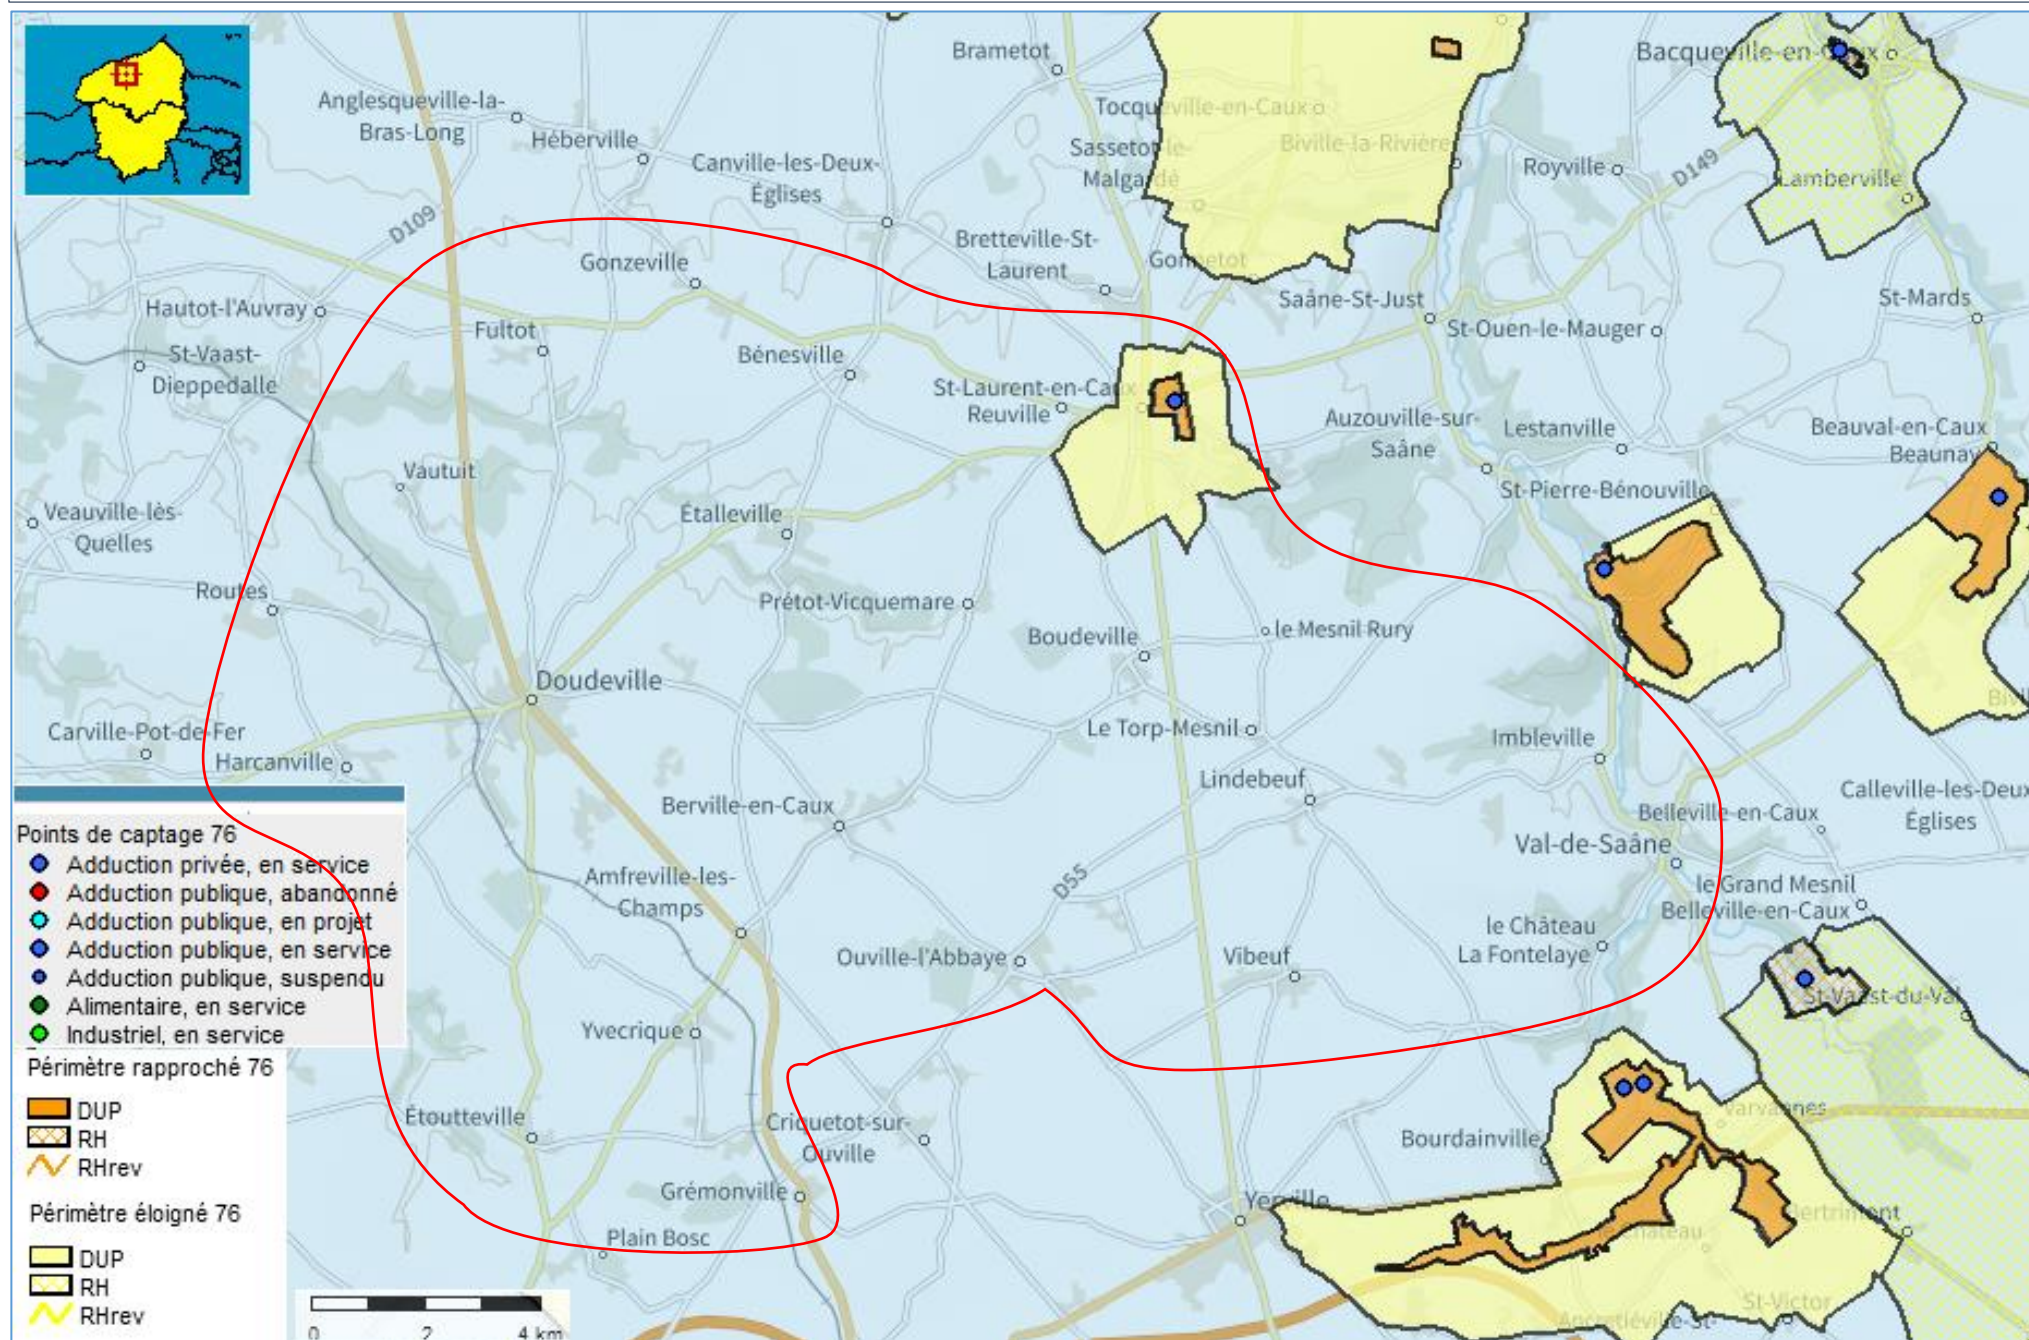 Brametot
Bacqueville-en-Caux
Anglesqueville-la-
Bras-Long
Héberville
Tocqueville-en-Caux
Canville-les-Deux-
Églises
Sassetot-le-
Malgardé
Biville-la-Rivière
Royville
D149
Lamberville
D109
Bretteville-St-
Laurent
Gonnetot
Gonzeville
Hautot-l'Auvray
Saâne-St-Just
St-Mards
Fultot
St-Ouen-le-Mauger
St-Vaast-
Dieppedalle
Bénesville
St-Laurent-en-Caux
Reuville
Auzouville-sur-
Saâne
Lestanville
Beauval-en-Caux
Beaunay
Vautuit
St-Pierre-Bénouville
Veauville-lès-
Quelles
Étalleville
Routes
Prétot-Vicquemare
Boudeville
le Mesnil Rury
Doudeville
Carville-Pot-de-Fer
Harcanville
Le Torp-Mesnil
Imbleville
Lindebeuf
Calleville-les-Deux
Églises
Berville-en-Caux
Belleville-en-Caux
Val-de-Saâne
Amfreville-les-
Champs
D55
le Grand Mesnil
Belleville-en-Caux
le Château
La Fontelaye
Ouville-l'Abbaye
Vibeuf
St-Vaast-du-Val
Yvecrique
Étoutteville
Criquetot-sur-
Ouville
Bourdainville
Varvannes
Grémonville
Yerville
Bertrimont
Plain Bosc
Château
St-Victor
Ancretiéville-St-
Points de captage 76
Adduction privée, en service
Adduction publique, abandonné
Adduction publique, en projet
Adduction publique, en service
Adduction publique, suspendu
Alimentaire, en service
Industriel, en service
Périmètre rapproché 76
DUP
RH
RHrev
Périmètre éloigné 76
DUP
RH
RHrev
0 2 4 km